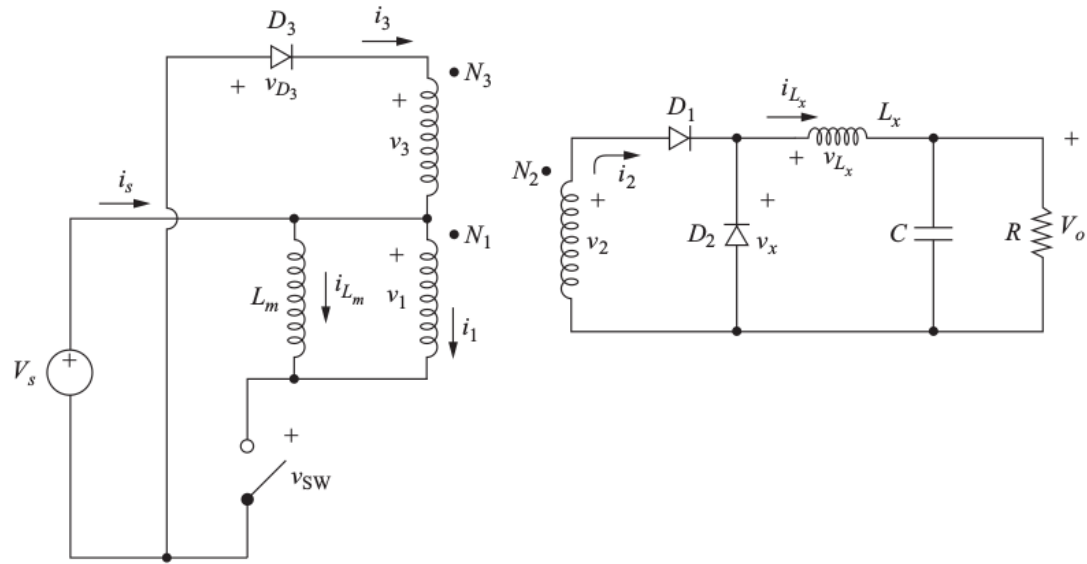 D3
i3
+
vD3
N3
+
v3
is
N1
+
v1
Lm
iLm
i1
+
Vs
+
vSW
D1
iLx
Lx
+
vLx
+
N2
i2
+
v2
D2
+
vx
C
R
Vo